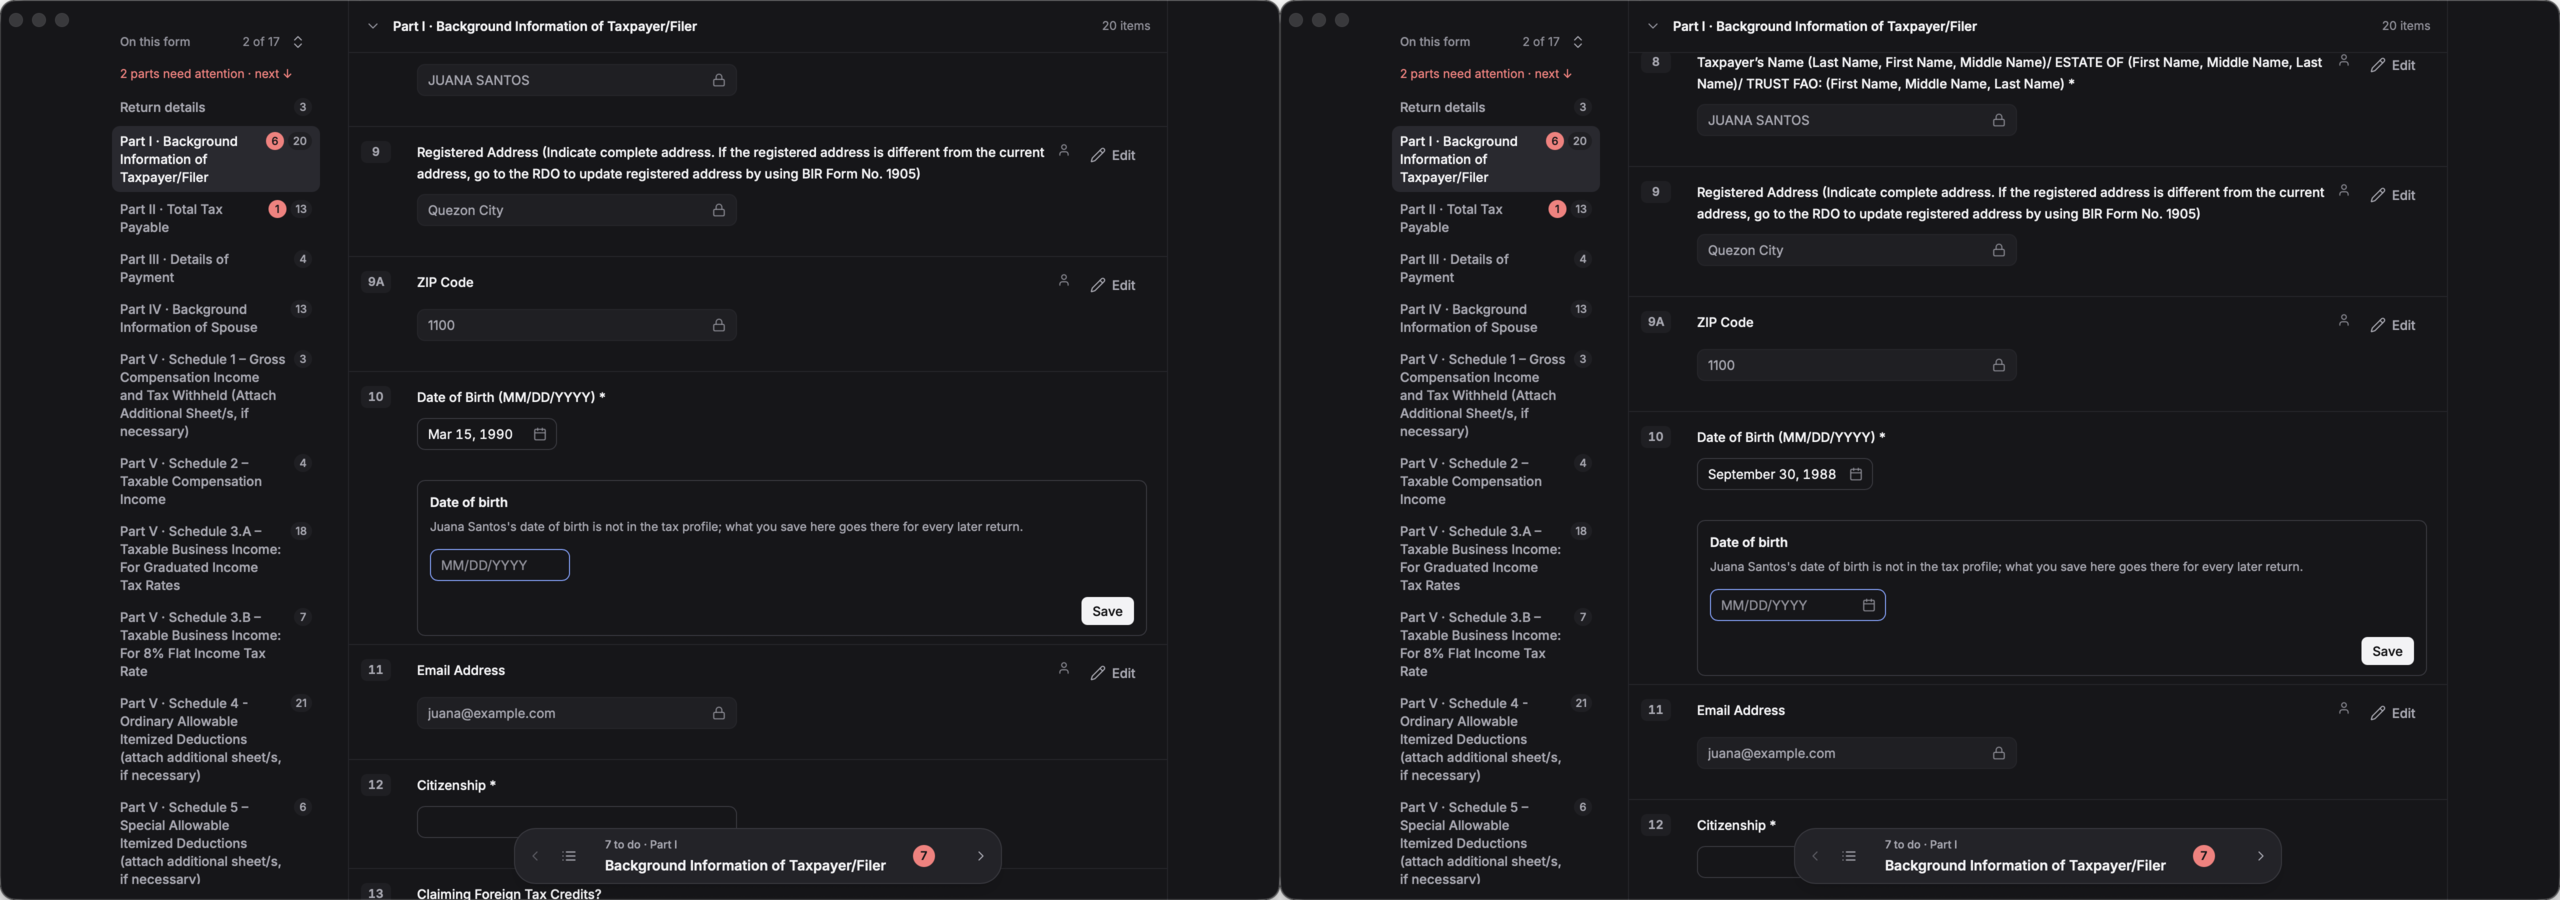 On this form 2 of 17
2 parts need attention · next ↓
Return details 3
Part I · Background 6 20
Information of
Taxpayer/Filer
Part II · Total Tax 1 13
Payable
Part III · Details of 4
Payment
Part IV · Background 13
Information of Spouse
Part V · Schedule 1 – Gross 3
Compensation Income
and Tax Withheld (Attach
Additional Sheet/s, if
necessary)
Part V · Schedule 2 – 4
Taxable Compensation
Income
Part V · Schedule 3.A – 18
Taxable Business Income:
For Graduated Income
Tax Rates
Part V · Schedule 3.B – 7
Taxable Business Income:
For 8% Flat Income Tax
Rate
Part V · Schedule 4 - 21
Ordinary Allowable
Itemized Deductions
(attach additional sheet/s,
if necessary)
Part V · Schedule 5 – 6
Special Allowable
Itemized Deductions
(attach additional sheet/s,
if necessary)
Part I · Background Information of Taxpayer/Filer 20 items
JUANA SANTOS
9 Registered Address (Indicate complete address. If the registered address is different from the current Edit
address, go to the RDO to update registered address by using BIR Form No. 1905)
Quezon City
9A ZIP Code Edit
1100
10 Date of Birth (MM/DD/YYYY) *
Mar 15, 1990
Date of birth
Juana Santos's date of birth is not in the tax profile; what you save here goes there for every later return.
MM/DD/YYYY
Save
11 Email Address Edit
juana@example.com
12 Citizenship *
7 to do · Part I
Background Information of Taxpayer/Filer 7
13 Claiming Foreign Tax Credits?
On this form 2 of 17
2 parts need attention · next ↓
Return details 3
Part I · Background 6 20
Information of
Taxpayer/Filer
Part II · Total Tax 1 13
Payable
Part III · Details of 4
Payment
Part IV · Background 13
Information of Spouse
Part V · Schedule 1 – Gross 3
Compensation Income
and Tax Withheld (Attach
Additional Sheet/s, if
necessary)
Part V · Schedule 2 – 4
Taxable Compensation
Income
Part V · Schedule 3.A – 18
Taxable Business Income:
For Graduated Income
Tax Rates
Part V · Schedule 3.B – 7
Taxable Business Income:
For 8% Flat Income Tax
Rate
Part V · Schedule 4 - 21
Ordinary Allowable
Itemized Deductions
(attach additional sheet/s,
if necessary)
Part V · Schedule 5 – 6
Special Allowable
Itemized Deductions
(attach additional sheet/s,
if necessary)
Part I · Background Information of Taxpayer/Filer 20 items
8 Taxpayer’s Name (Last Name, First Name, Middle Name)/ ESTATE OF (First Name, Middle Name, Last Edit
Name)/ TRUST FAO: (First Name, Middle Name, Last Name) *
JUANA SANTOS
9 Registered Address (Indicate complete address. If the registered address is different from the current Edit
address, go to the RDO to update registered address by using BIR Form No. 1905)
Quezon City
9A ZIP Code Edit
1100
10 Date of Birth (MM/DD/YYYY) *
September 30, 1988
Date of birth
Juana Santos's date of birth is not in the tax profile; what you save here goes there for every later return.
MM/DD/YYYY
Save
11 Email Address Edit
juana@example.com
12 Citizenship *
7 to do · Part I
Background Information of Taxpayer/Filer 7